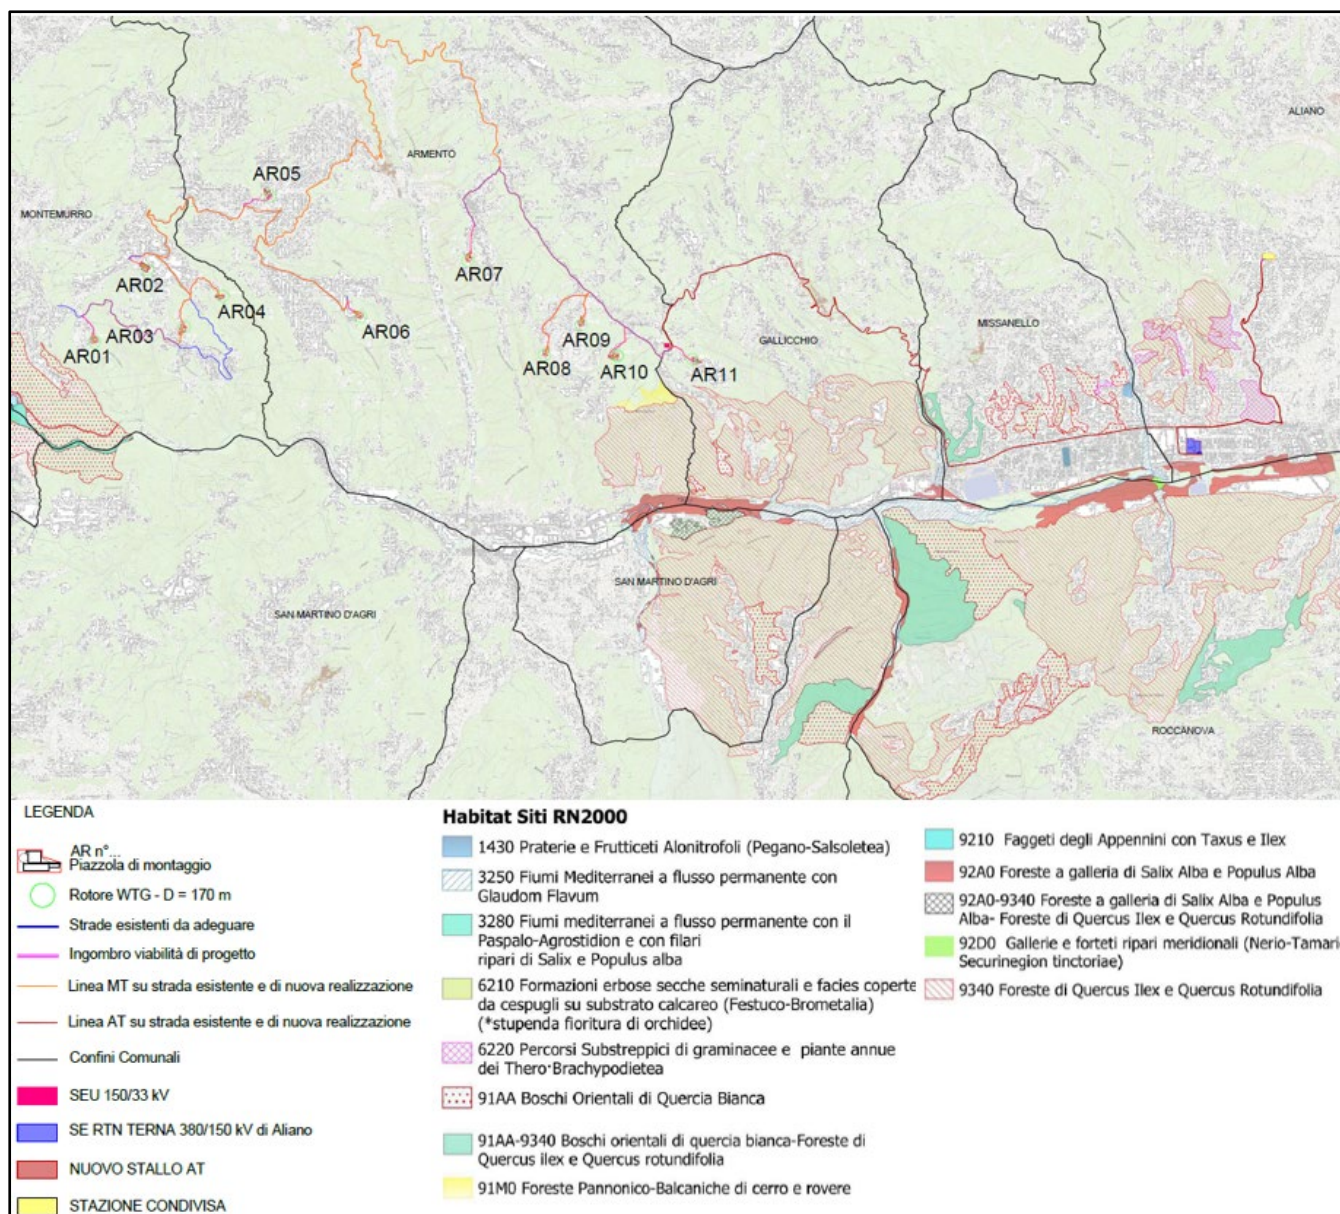 ALIANO
ARMENTO
AR05
MONTEMURRO
AR07
AR02
AR04
AR06
AR03
AR09
MISSANELLO
GALLICCHIO
AR01
AR08
AR10
AR11
SAN MARTINO D'AGRI
SAN MARTINO D'AGRI
ROCCANOVA
LEGENDA
AR n°...
Piazzola di montaggio
Rotore WTG - D = 170 m
Strade esistenti da adeguare
Ingombro viabilità di progetto
Linea MT su strada esistente e di nuova realizzazione
Linea AT su strada esistente e di nuova realizzazione
Confini Comunali
SEU 150/33 kV
SE RTN TERNA 380/150 kV di Aliano
NUOVO STALLO AT
STAZIONE CONDIVISA
Habitat Siti RN2000
1430 Praterie e Frutticeti Alonitrofoli (Pegano-Salsoletea)
3250 Fiumi Mediterranei a flusso permanente con
Glaudom Flavum
3280 Fiumi mediterranei a flusso permanente con il
Paspalo-Agrostidion e con filari
ripari di Salix e Populus alba
6210 Formazioni erbose secche seminaturali e facies coperte
da cespugli su substrato calcareo (Festuco-Brometalia)
(*stupenda fioritura di orchidee)
6220 Percorsi Substreppici di graminacee e piante annue
dei Thero-Brachypodietea
91AA Boschi Orientali di Quercia Bianca
91AA-9340 Boschi orientali di quercia bianca-Foreste di
Quercus ilex e Quercus rotundifolia
91M0 Foreste Pannonico-Balcaniche di cerro e rovere
9210 Faggeti degli Appennini con Taxus e Ilex
92A0 Foreste a galleria di Salix Alba e Populus Alba
92A0-9340 Foreste a galleria di Salix Alba e Populus
Alba- Foreste di Quercus Ilex e Quercus Rotundifolia
92D0 Gallerie e forteti ripari meridionali (Nerio-Tamari
Securinegion tinctoriae)
9340 Foreste di Quercus Ilex e Quercus Rotundifolia